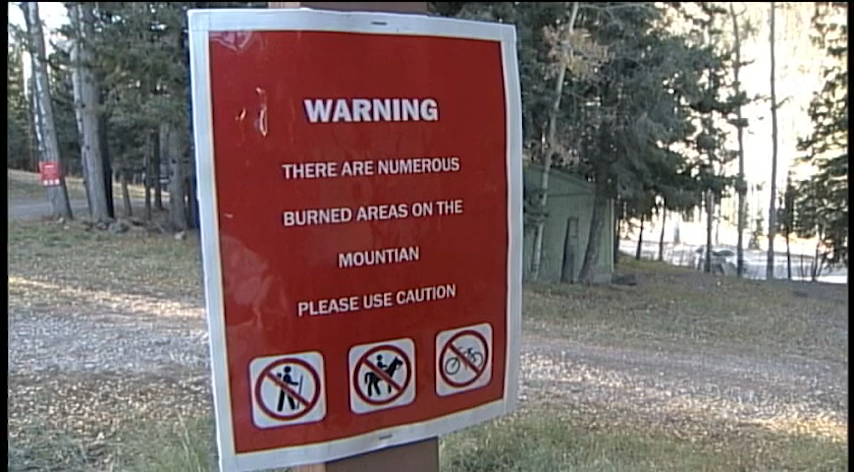 WARNING
THERE ARE NUMEROUS
BURNED AREAS ON THE
MOUNTIAN
PLEASE USE CAUTION